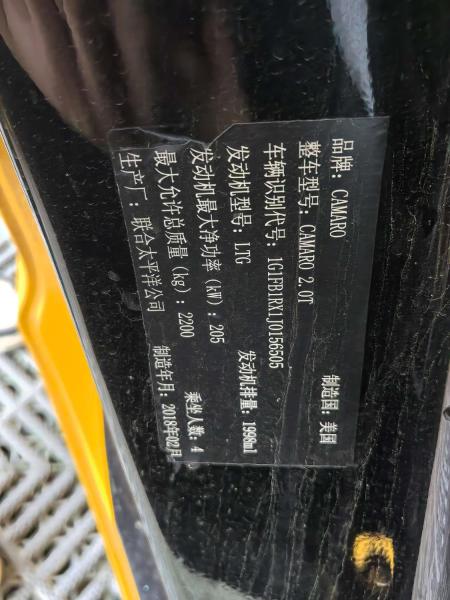 品牌：CAMARO 制造国：美国
整车型号：CAMARO 2.0T
车辆识别代号：1G1FB1RX1J0156505
发动机型号：LTG 发动机排量：1998ml
发动机最大净功率（kW）：205 乘坐人数：4
最大允许总质量（kg）：2200
生产厂：联合太平洋公司 制造年月：2018年02月